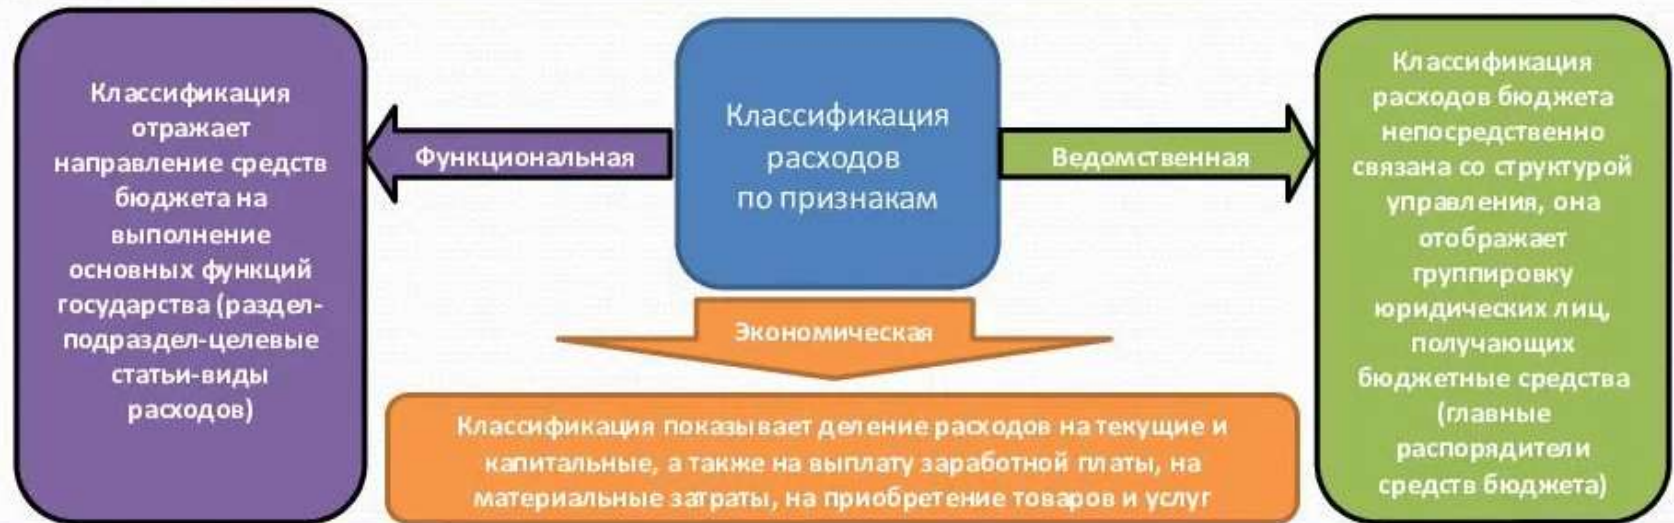 Классификация
отражает
направление средств
бюджета на
выполнение
основных функций
государства (раздел-
подраздел-целевые
статьи-виды
расходов)
Функциональная
Классификация
расходов
по признакам
Ведомственная
Классификация
расходов бюджета
непосредственно
связана со структурой
управления, она
отображает
группировку
юридических лиц,
получающих
бюджетные средства
(главные
распорядители
средств бюджета)
Экономическая
Классификация показывает деление расходов на текущие и
капитальные, а также на выплату заработной платы, на
материальные затраты, на приобретение товаров и услуг